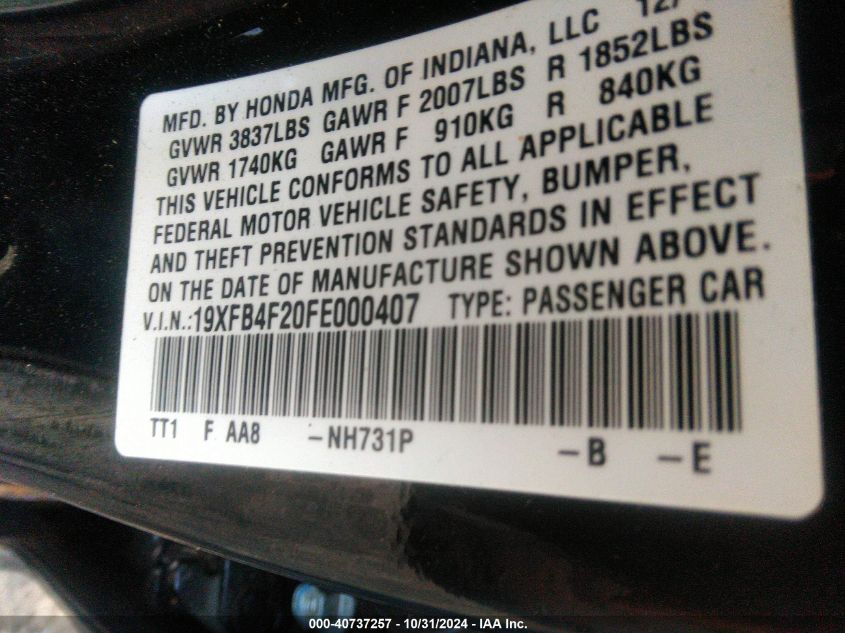 MFD. BY HONDA MFG. OF INDIANA, LLC 12/
GVWR 3837LBS GAWR F 2007LBS R 1852LBS
GVWR 1740KG GAWR F 910KG R 840KG
THIS VEHICLE CONFORMS TO ALL APPLICABLE
FEDERAL MOTOR VEHICLE SAFETY, BUMPER,
AND THEFT PREVENTION STANDARDS IN EFFECT
ON THE DATE OF MANUFACTURE SHOWN ABOVE.
V.I.N.:19XFB4F20FE000407 TYPE: PASSENGER CAR
TT1 F AA8 -NH731P -B -E
000-40737257 - 10/31/2024 - IAA Inc.